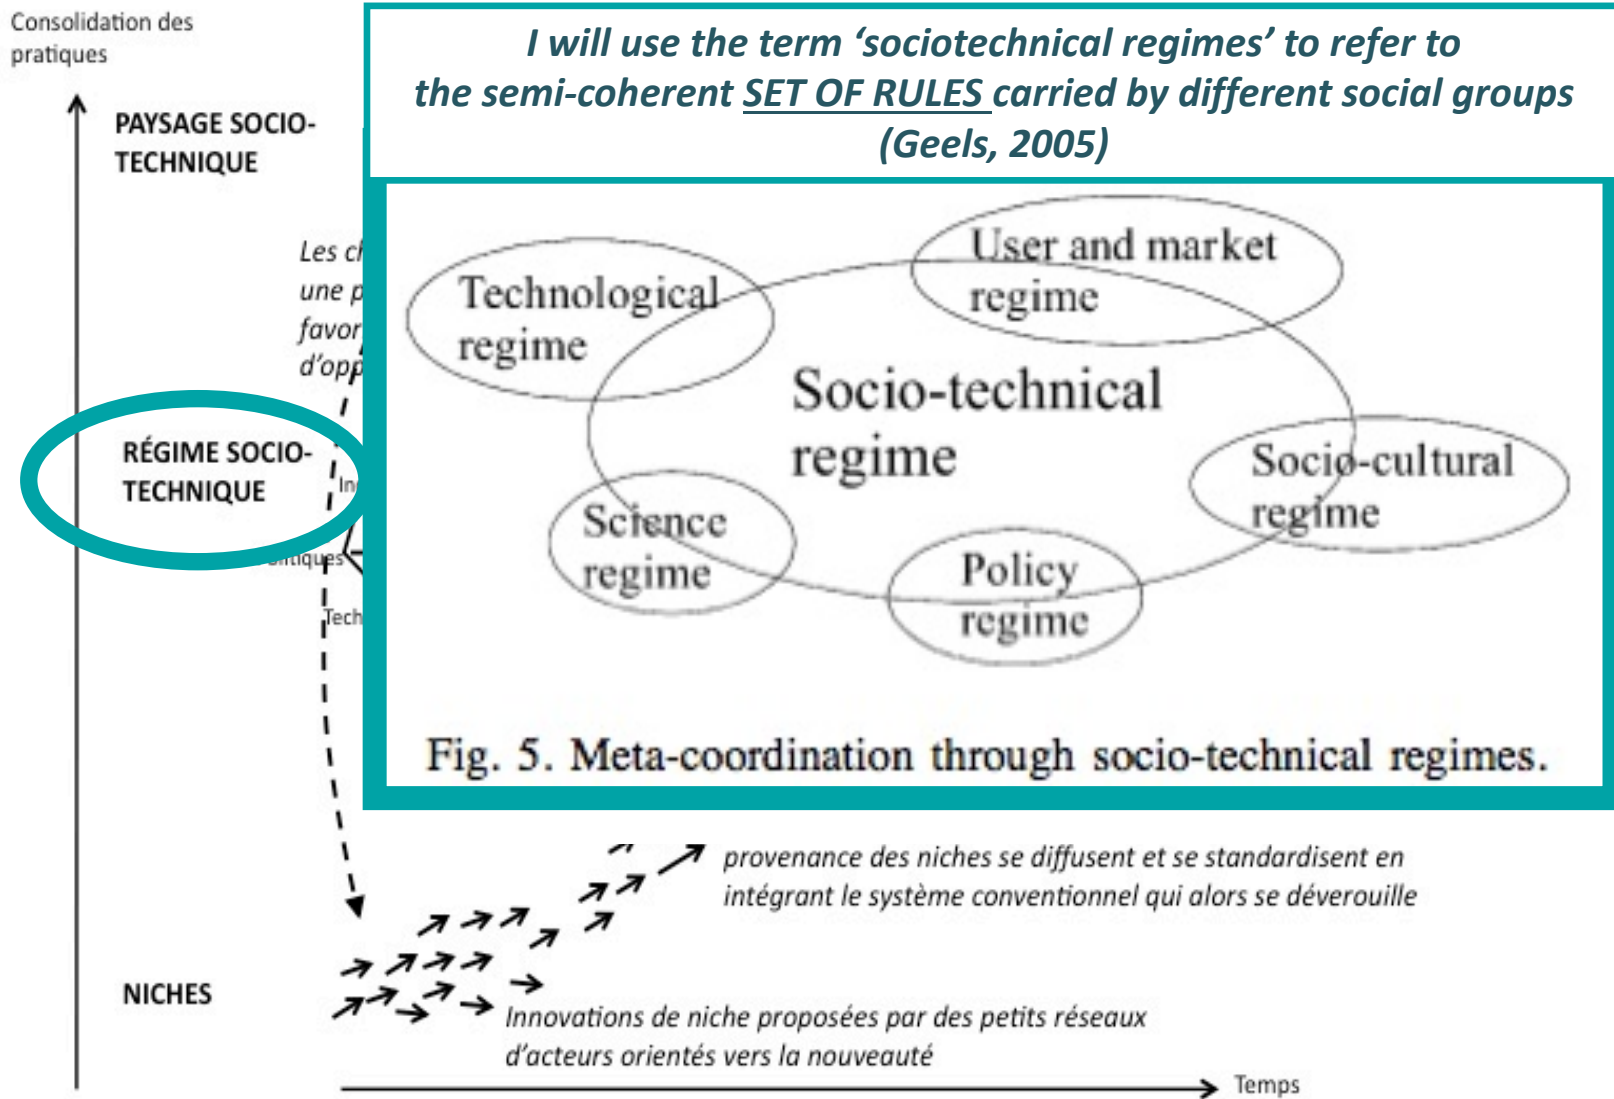 Consolidation des
pratiques
I will use the term ‘sociotechnical regimes’ to refer to
the semi-coherent SET OF RULES carried by different social groups
(Geels, 2005)
PAYSAGE SOCIO-
TECHNIQUE
Les
une
Technological
regime
User and market
regime
Socio-technical
regime
Socio-cultural
regime
Science
regime
Policy
regime
RÉGIME SOCIO-
TECHNIQUE
Fig. 5. Meta-coordination through socio-technical regimes.
provenance des niches se diffusent et se standardisent en
intégrant le système conventionnel qui alors se déverouille
NICHES
Innovations de niche proposées par des petits réseaux
d’acteurs orientés vers la nouveauté
Temps